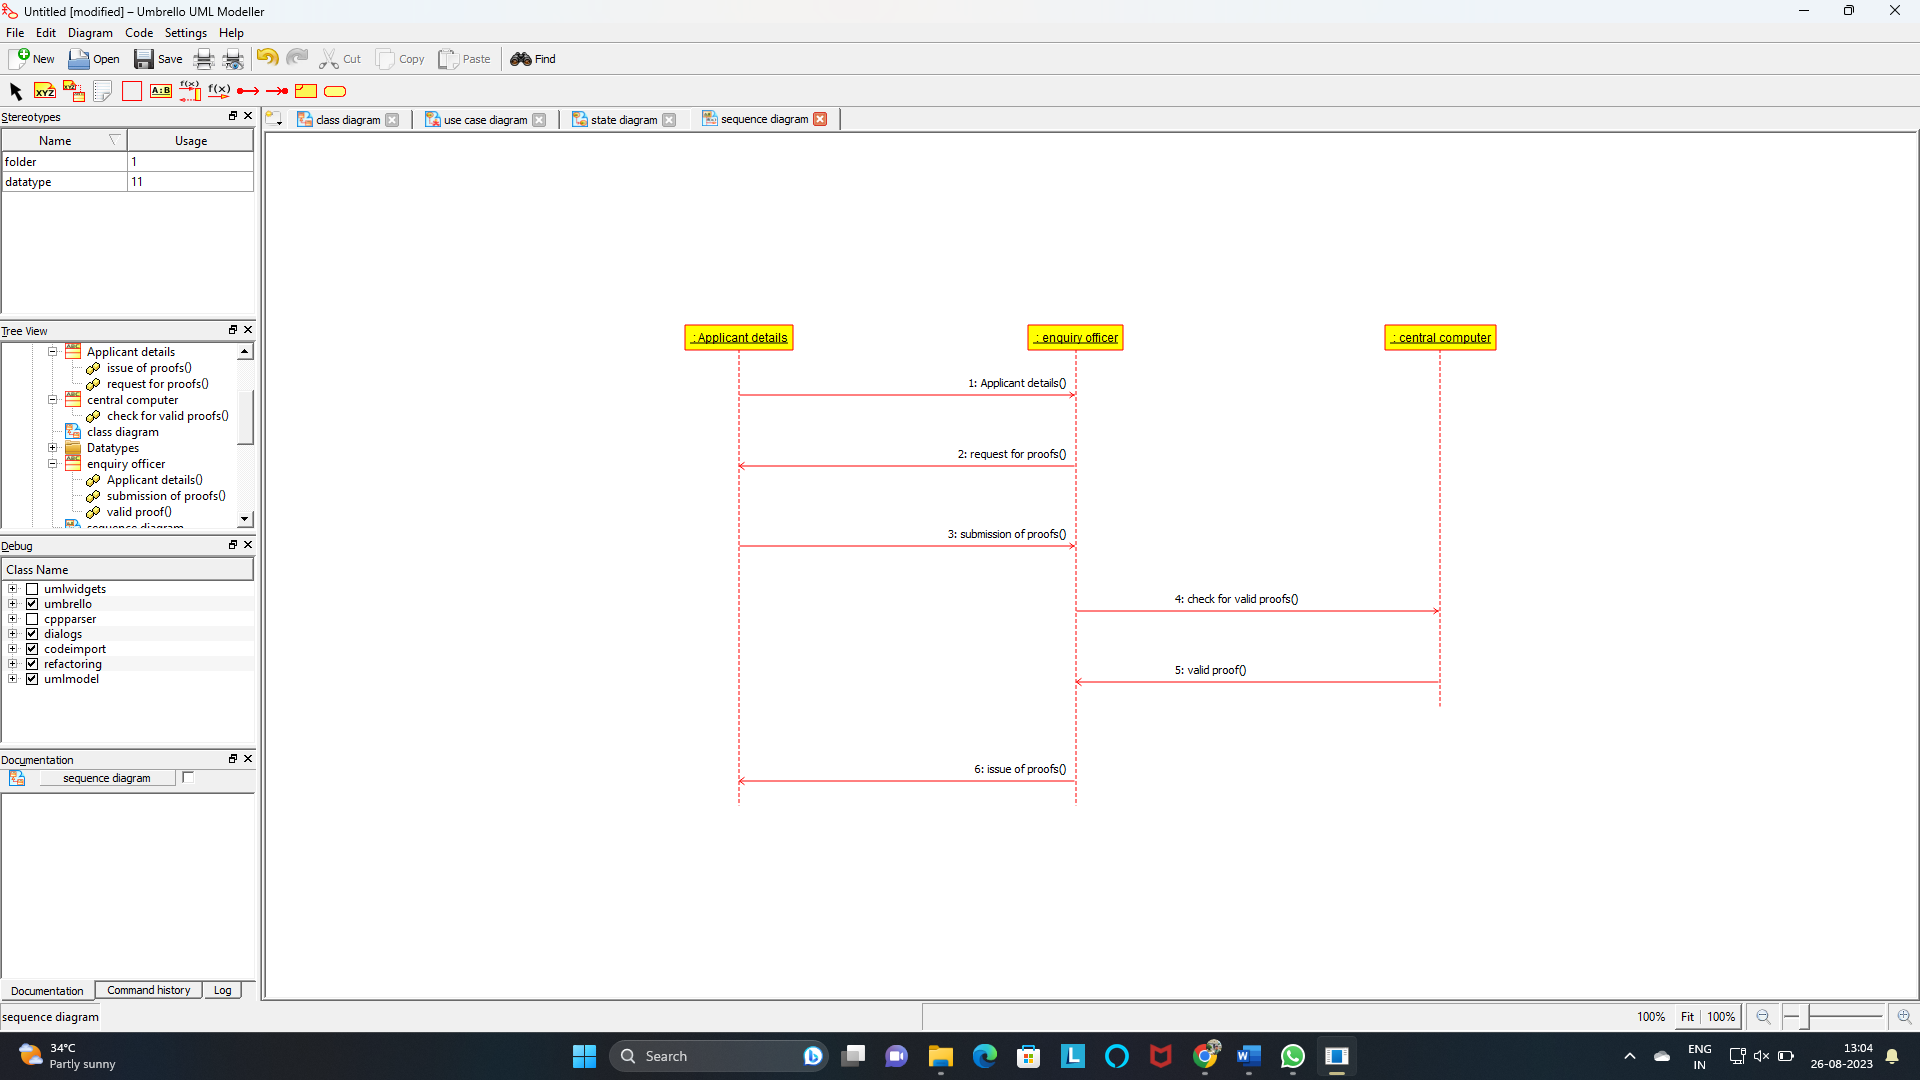 Untitled [modified] – Umbrello UML Modeller
File Edit Diagram Code Settings Help
New Open Save Cut Copy Paste Find
XYZ XYZ A:B f(x) f(x)
Stereotypes
class diagram use case diagram state diagram sequence diagram
Name Usage
folder 1
datatype 11
Tree View
Applicant details
issue of proofs()
request for proofs()
central computer
check for valid proofs()
class diagram
Datatypes
enquiry officer
Applicant details()
submission of proofs()
valid proof()
sequence diagram
Debug
Class Name
umlwidgets
umbrello
cppparser
dialogs
codeimport
refactoring
umlmodel
Documentation
sequence diagram
Documentation Command history Log
: Applicant details : enquiry officer : central computer
1: Applicant details()
2: request for proofs()
3: submission of proofs()
4: check for valid proofs()
5: valid proof()
6: issue of proofs()
sequence diagram 100% Fit 100%
34°C
Partly sunny
Search
ENG
IN
13:04
26-08-2023